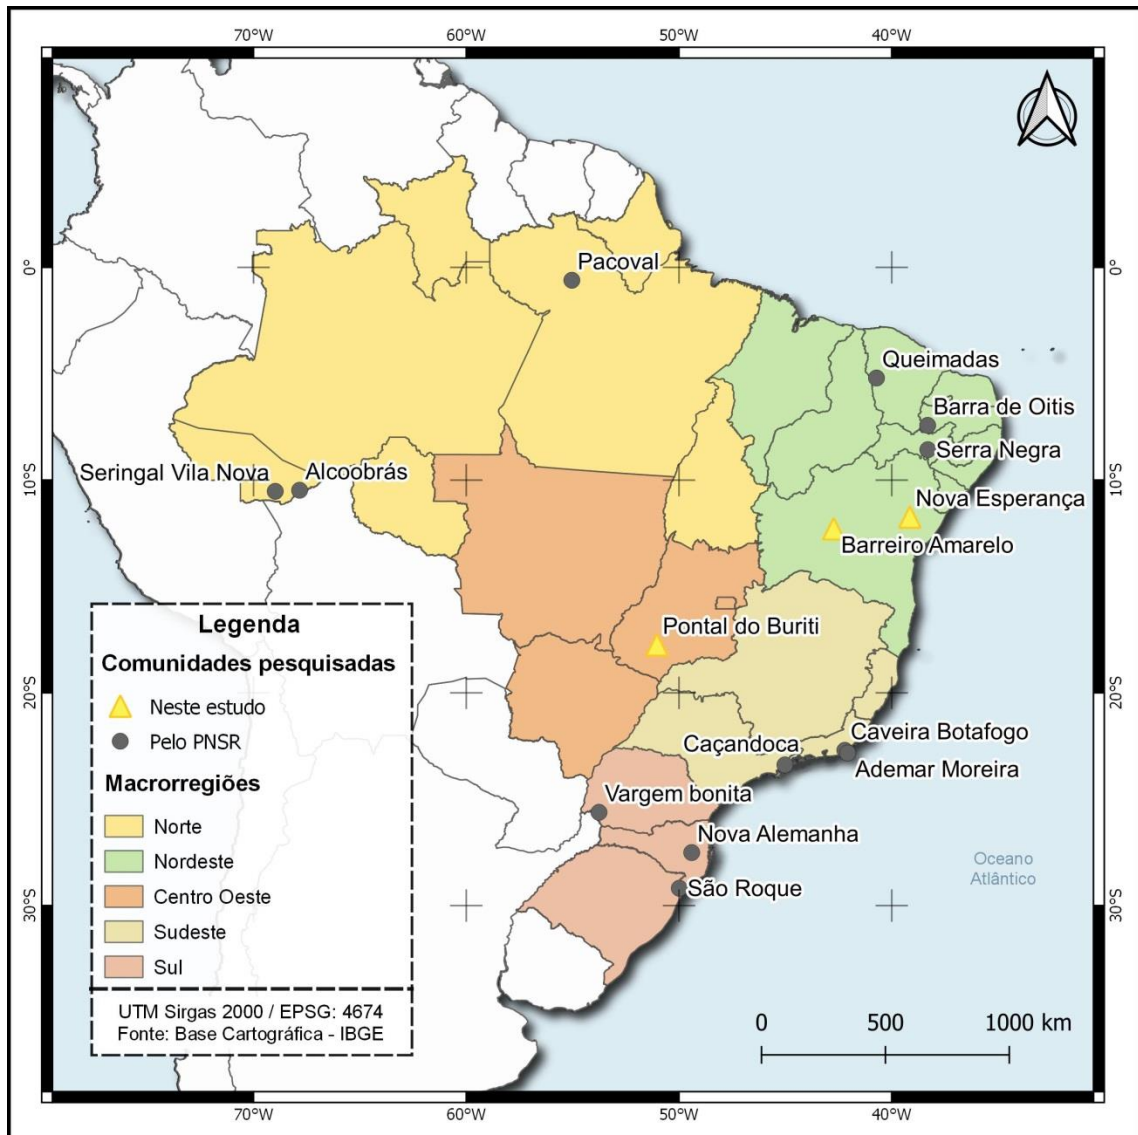 70°W
60°W
50°W
40°W
0°
0°
Pacoval
Queimadas
Barra de Oitis
Serra Negra
Seringal Vila Nova
Alcoobrás
10°S
10°S
Nova Esperança
Barreiro Amarelo
Pontal do Buriti
Legenda
Comunidades pesquisadas
Neste estudo
Pelo PNSR
Macrorregiões
Norte
Nordeste
Centro Oeste
Sudeste
Sul
UTM Sirgas 2000 / EPSG: 4674
Fonte: Base Cartográfica - IBGE
20°S
20°S
Caçandoca
Caveira Botafogo
Ademar Moreira
Vargem bonita
Nova Alemanha
São Roque
Oceano
Atlântico
30°S
30°S
0
500
1000 km
70°W
60°W
50°W
40°W